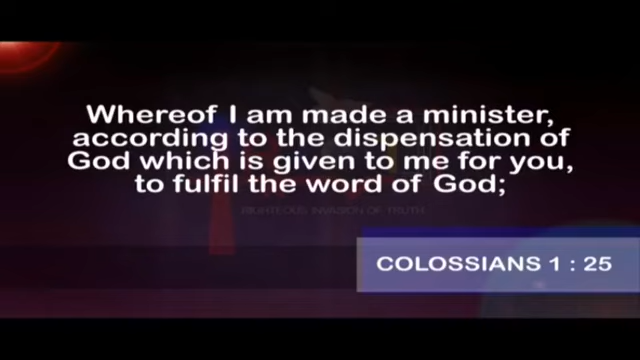 Whereof I am made a minister,
according to the dispensation of
God which is given to me for you,
to fulfil the word of God;
RIGHTEOUS INVASION OF TRUTH
COLOSSIANS 1 : 25